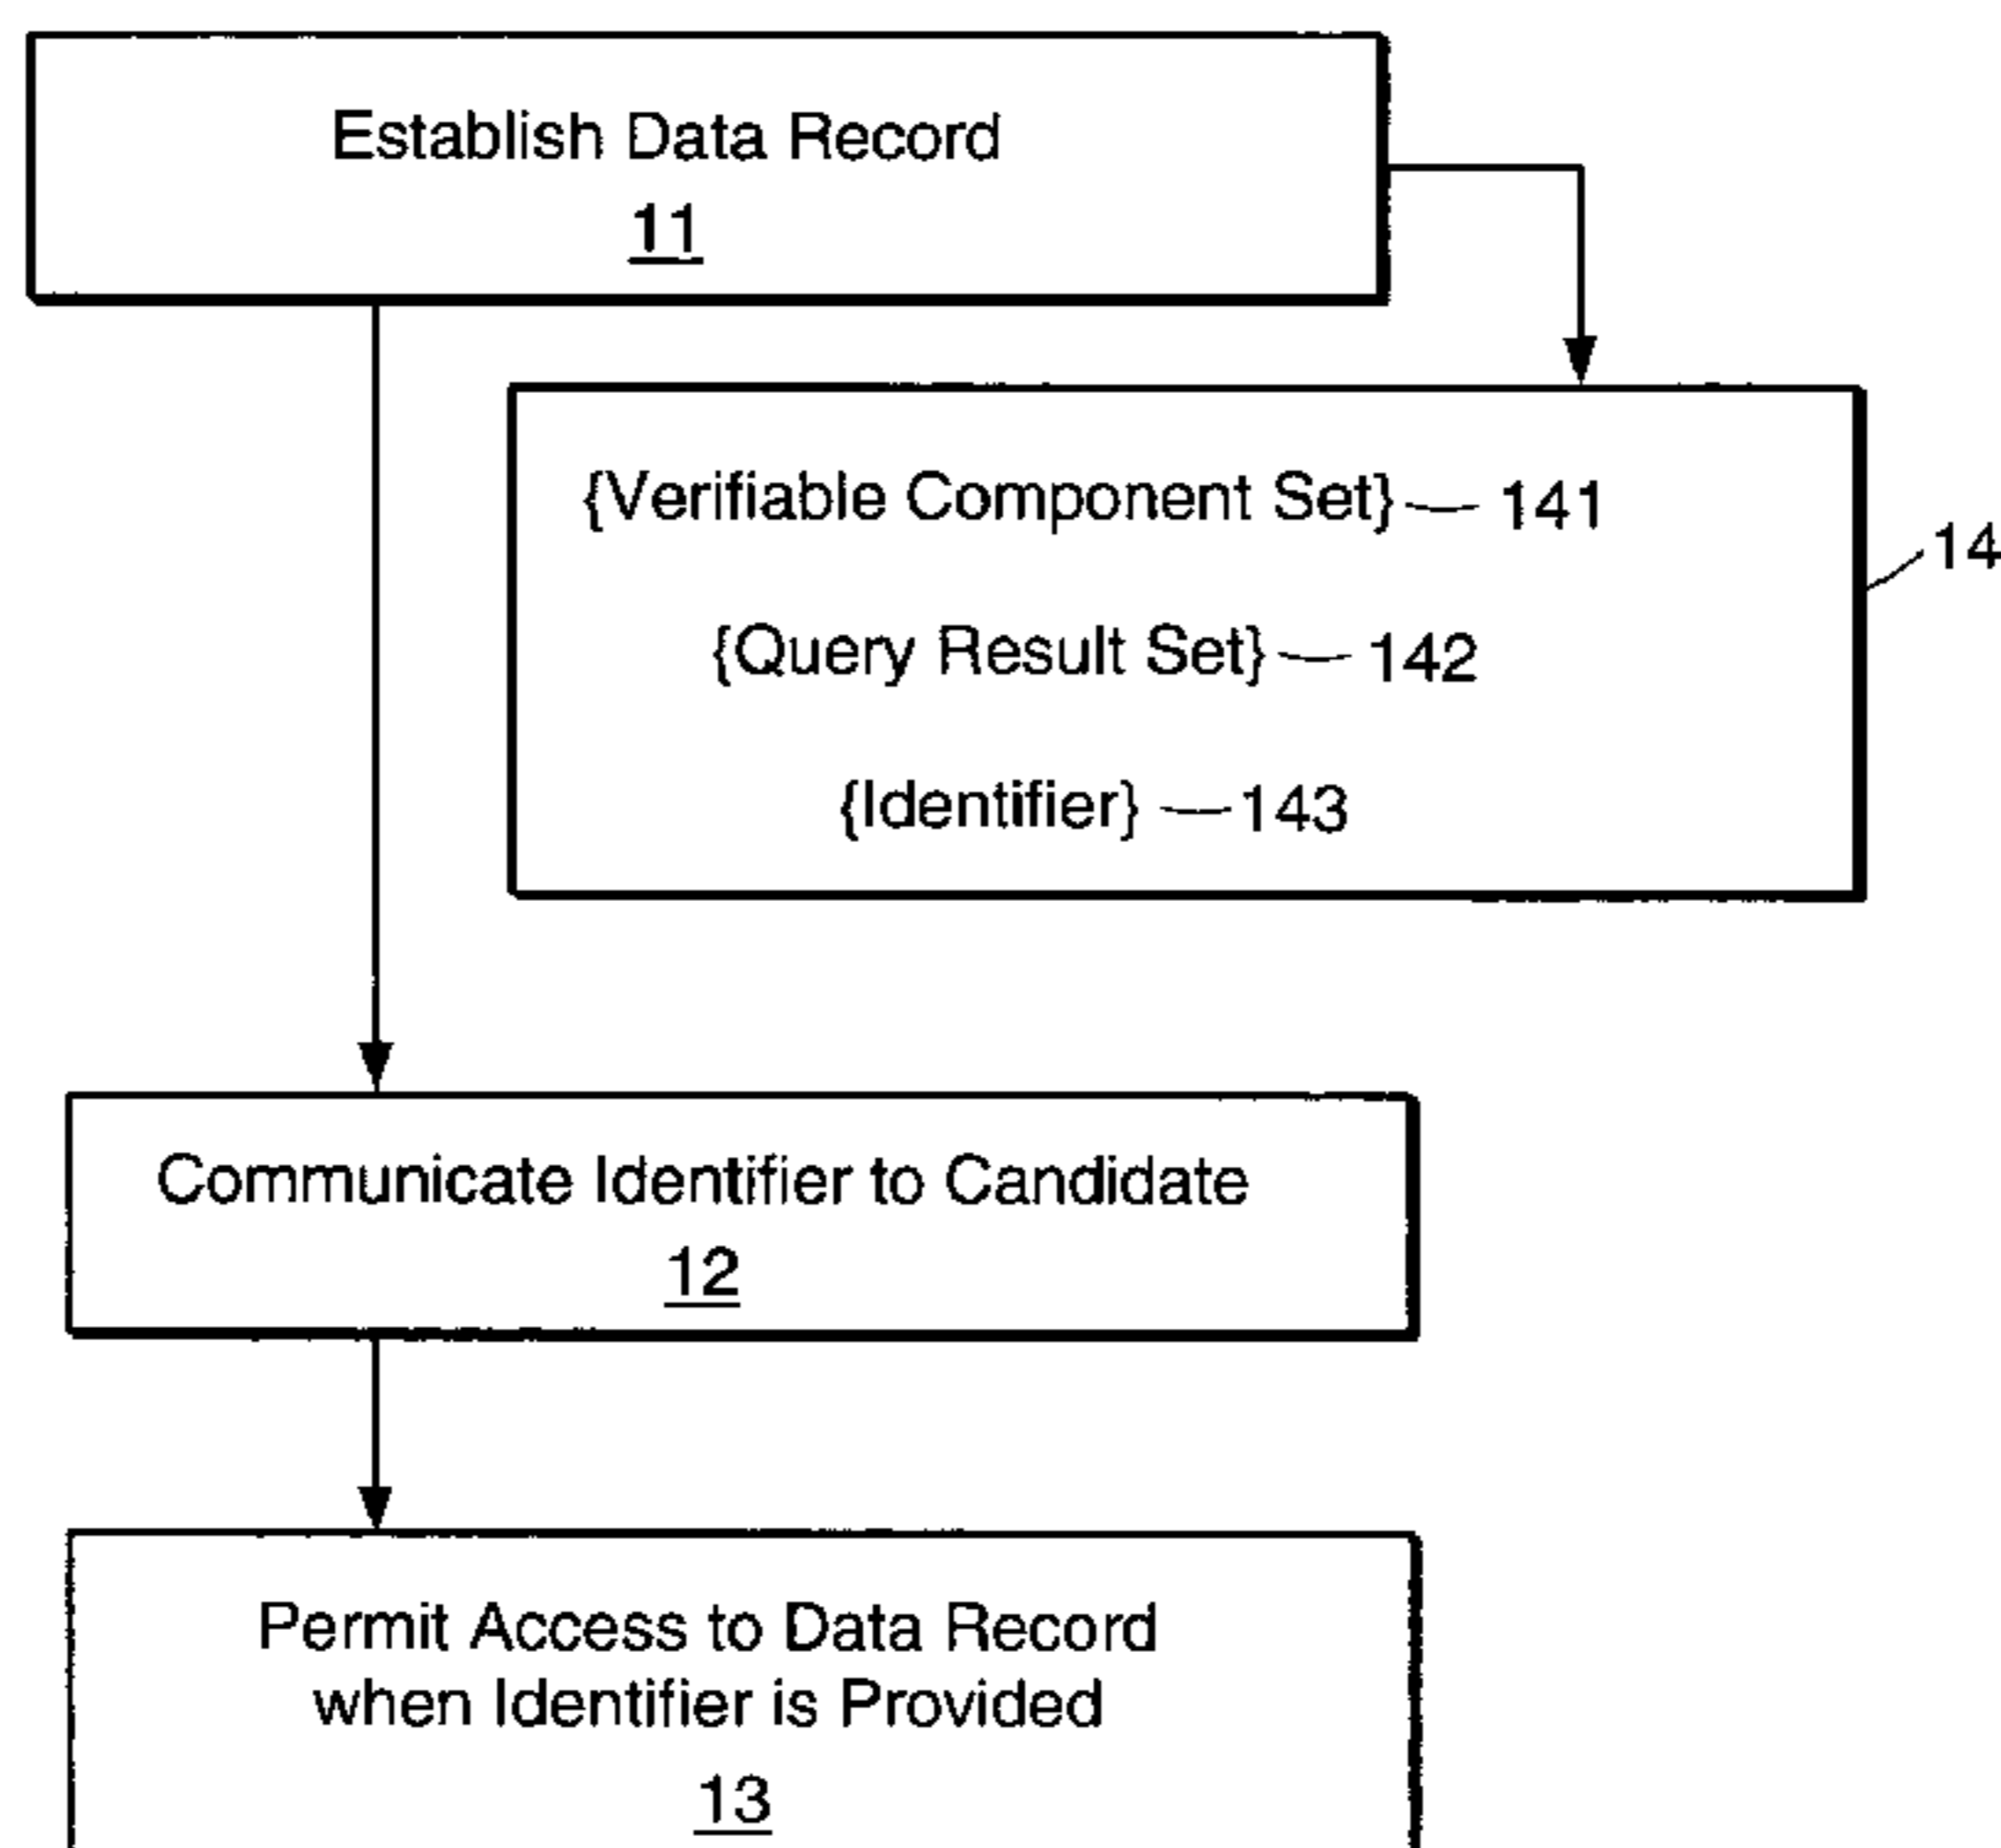 Establish Data Record
11
{Verifiable Component Set} 141
14
{Query Result Set} 142
{Identifier} 143
Communicate Identifier to Candidate
12
Permit Access to Data Record
when Identifier is Provided
13